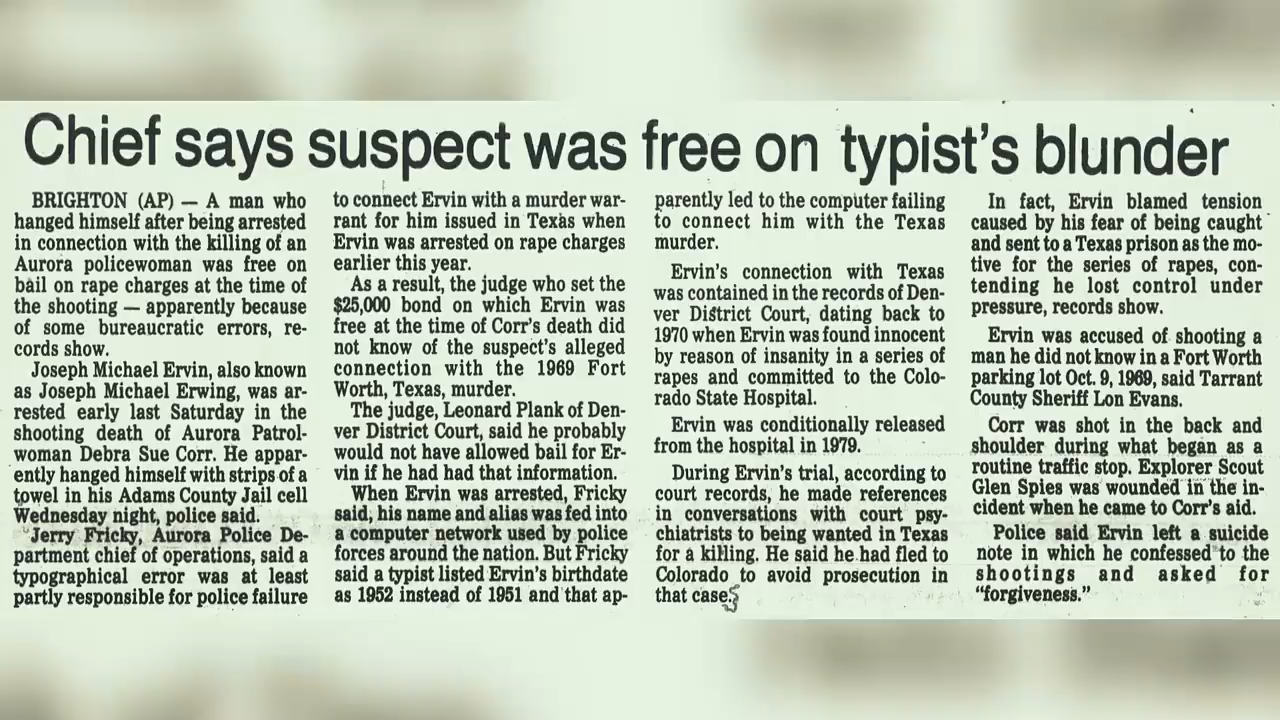 Chief says suspect was free on typist's blunder
BRIGHTON (AP) — A man who
hanged himself after being arrested
in connection with the killing of an
Aurora policewoman was free on
bail on rape charges at the time of
the shooting — apparently because
of some bureaucratic errors, re-
cords show.
Joseph Michael Ervin, also known
as Joseph Michael Erwing, was ar-
rested early last Saturday in the
shooting death of Aurora Patrol-
woman Debra Sue Corr. He appar-
ently hanged himself with strips of a
towel in his Adams County Jail cell
Wednesday night, police said.
Jerry Fricky, Aurora Police De-
partment chief of operations, said a
typographical error was at least
partly responsible for police failure
to connect Ervin with a murder war-
rant for him issued in Texas when
Ervin was arrested on rape charges
earlier this year.
As a result, the judge who set the
$25,000 bond on which Ervin was
free at the time of Corr's death did
not know of the suspect's alleged
connection with the 1969 Fort
Worth, Texas, murder.
The judge, Leonard Plank of Den-
ver District Court, said he probably
would not have allowed bail for Er-
vin if he had had that information.
When Ervin was arrested, Fricky
said, his name and alias was fed into
a computer network used by police
forces around the nation. But Fricky
said a typist listed Ervin's birthdate
as 1952 instead of 1951 and that ap-
parently led to the computer failing
to connect him with the Texas
murder.
Ervin's connection with Texas
was contained in the records of Den-
ver District Court, dating back to
1970 when Ervin was found innocent
by reason of insanity in a series of
rapes and committed to the Colo-
rado State Hospital.
Ervin was conditionally released
from the hospital in 1979.
During Ervin's trial, according to
court records, he made references
in conversations with court psy-
chiatrists to being wanted in Texas
for a killing. He said he had fled to
Colorado to avoid prosecution in
that case.
In fact, Ervin blamed tension
caused by his fear of being caught
and sent to a Texas prison as the mo-
tive for the series of rapes, con-
tending he lost control under
pressure, records show.
Ervin was accused of shooting a
man he did not know in a Fort Worth
parking lot Oct. 9, 1969, said Tarrant
County Sheriff Lon Evans.
Corr was shot in the back and
shoulder during what began as a
routine traffic stop. Explorer Scout
Glen Spies was wounded in the in-
cident when he came to Corr's aid.
Police said Ervin left a suicide
note in which he confessed to the
shootings and asked for
"forgiveness."